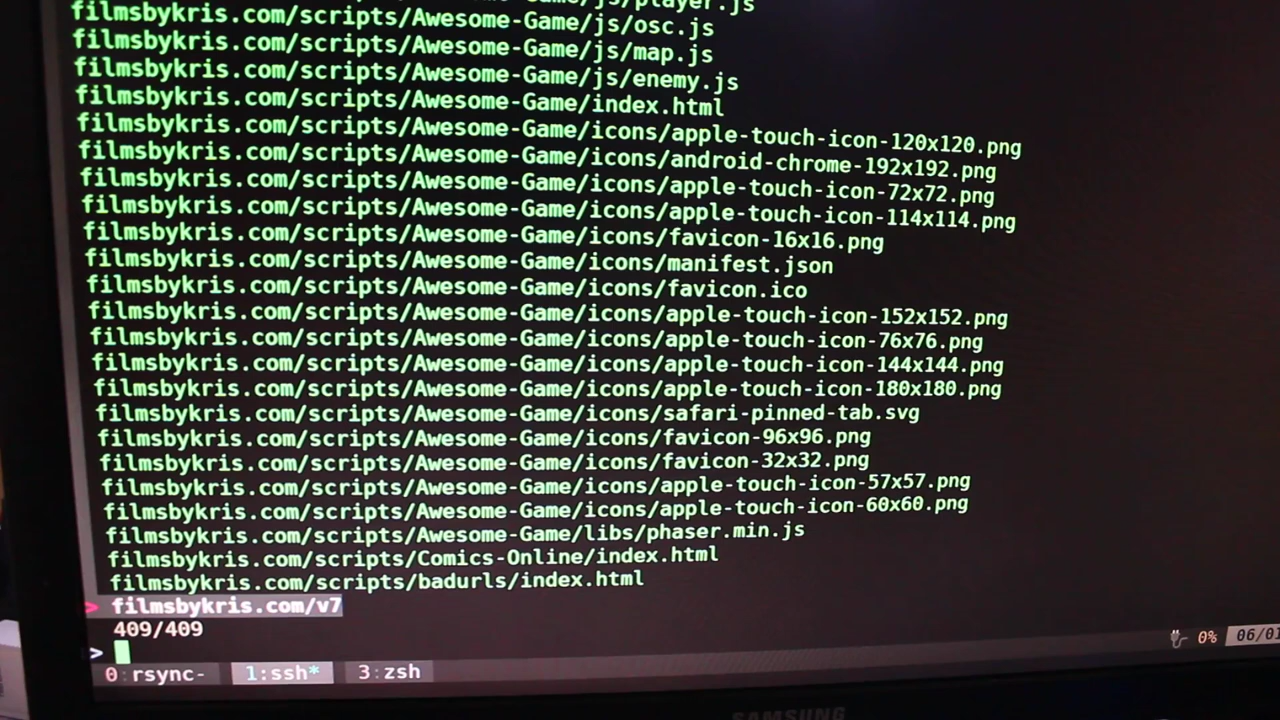 filmsbykris.com/scripts/Awesome-Game/js/player.js
filmsbykris.com/scripts/Awesome-Game/js/osc.js
filmsbykris.com/scripts/Awesome-Game/js/map.js
filmsbykris.com/scripts/Awesome-Game/js/enemy.js
filmsbykris.com/scripts/Awesome-Game/index.html
filmsbykris.com/scripts/Awesome-Game/icons/apple-touch-icon-120x120.png
filmsbykris.com/scripts/Awesome-Game/icons/android-chrome-192x192.png
filmsbykris.com/scripts/Awesome-Game/icons/apple-touch-icon-72x72.png
filmsbykris.com/scripts/Awesome-Game/icons/apple-touch-icon-114x114.png
filmsbykris.com/scripts/Awesome-Game/icons/favicon-16x16.png
filmsbykris.com/scripts/Awesome-Game/icons/manifest.json
filmsbykris.com/scripts/Awesome-Game/icons/favicon.ico
filmsbykris.com/scripts/Awesome-Game/icons/apple-touch-icon-152x152.png
filmsbykris.com/scripts/Awesome-Game/icons/apple-touch-icon-76x76.png
filmsbykris.com/scripts/Awesome-Game/icons/apple-touch-icon-144x144.png
filmsbykris.com/scripts/Awesome-Game/icons/apple-touch-icon-180x180.png
filmsbykris.com/scripts/Awesome-Game/icons/safari-pinned-tab.svg
filmsbykris.com/scripts/Awesome-Game/icons/favicon-96x96.png
filmsbykris.com/scripts/Awesome-Game/icons/favicon-32x32.png
filmsbykris.com/scripts/Awesome-Game/icons/apple-touch-icon-57x57.png
filmsbykris.com/scripts/Awesome-Game/icons/apple-touch-icon-60x60.png
filmsbykris.com/scripts/Awesome-Game/libs/phaser.min.js
filmsbykris.com/scripts/Comics-Online/index.html
filmsbykris.com/scripts/badurls/index.html
> filmsbykris.com/v7
409/409
>
0:rsync- 1:ssh* 3:zsh 0% 06/01
SAMSUNG